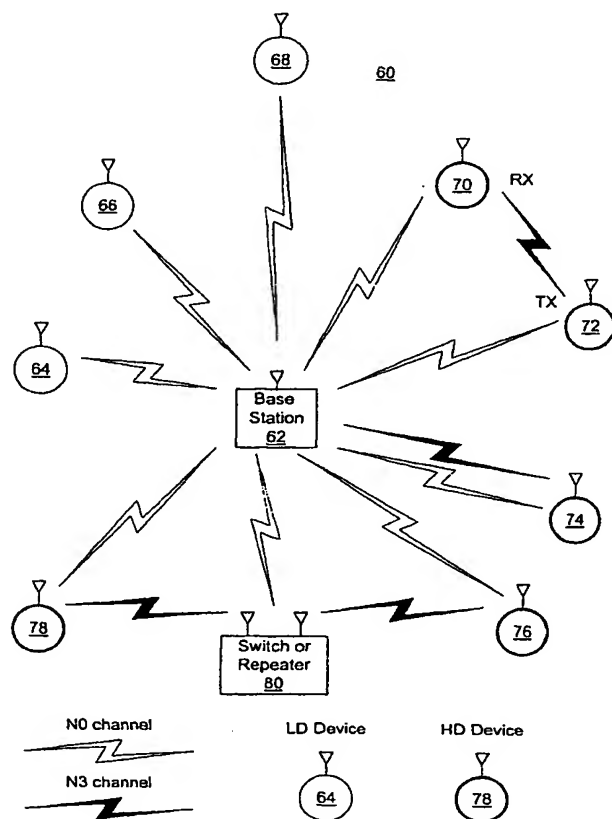 68
60
66
70
RX
TX
72
64
Base
Station
62
74
78
76
Switch or
Repeater
80
N0 channel
LD Device
HD Device
N3 channel
64
78